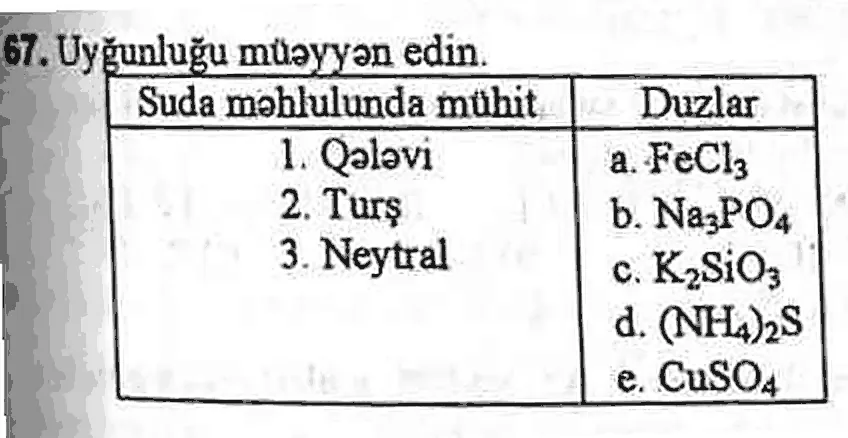 67. Uyğunluğu müəyyən edin.
Suda məhlulunda mühit Duzlar
1. Qələvi a. FeCl₃
2. Turş b. Na₃PO₄
3. Neytral c. K₂SiO₃
d. (NH₄)₂S
e. CuSO₄